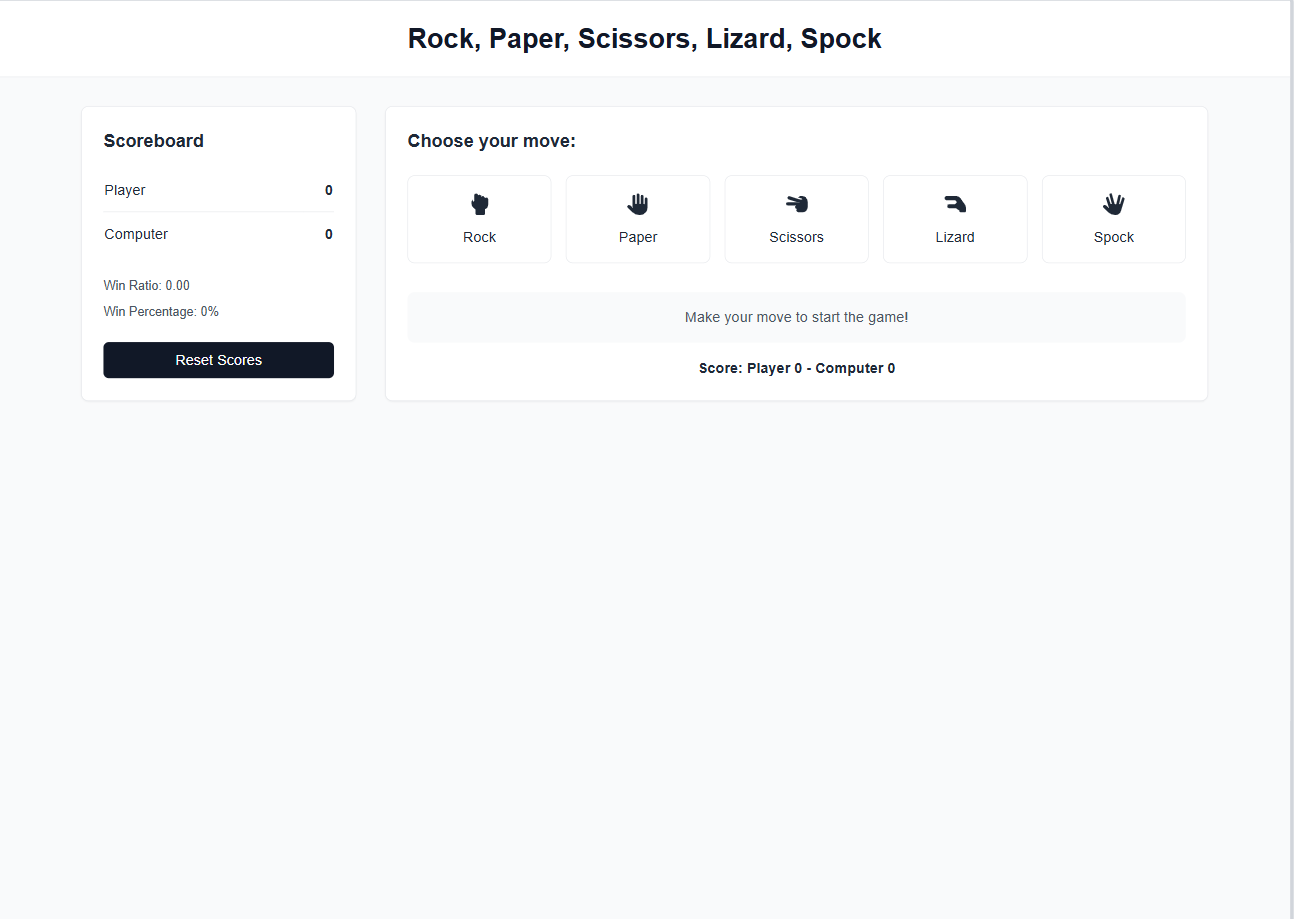 Rock, Paper, Scissors, Lizard, Spock
Scoreboard
Player 0
Computer 0
Win Ratio: 0.00
Win Percentage: 0%
Reset Scores
Choose your move:
Rock
Paper
Scissors
Lizard
Spock
Make your move to start the game!
Score: Player 0 - Computer 0